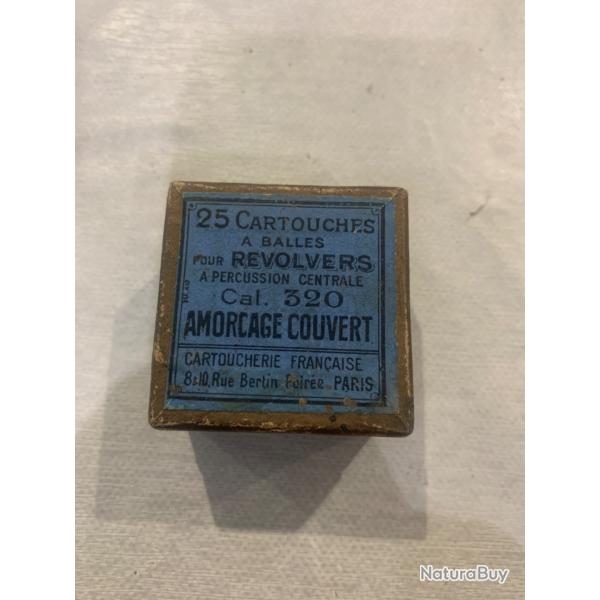 25 CARTOUCHES
A BALLES
POUR REVOLVERS
A PERCUSSION CENTRALE
Cal. 320
AMORCAGE COUVERT
CARTOUCHERIE FRANÇAISE
8&10, Rue Bertin Poirée PARIS
NaturaBuy